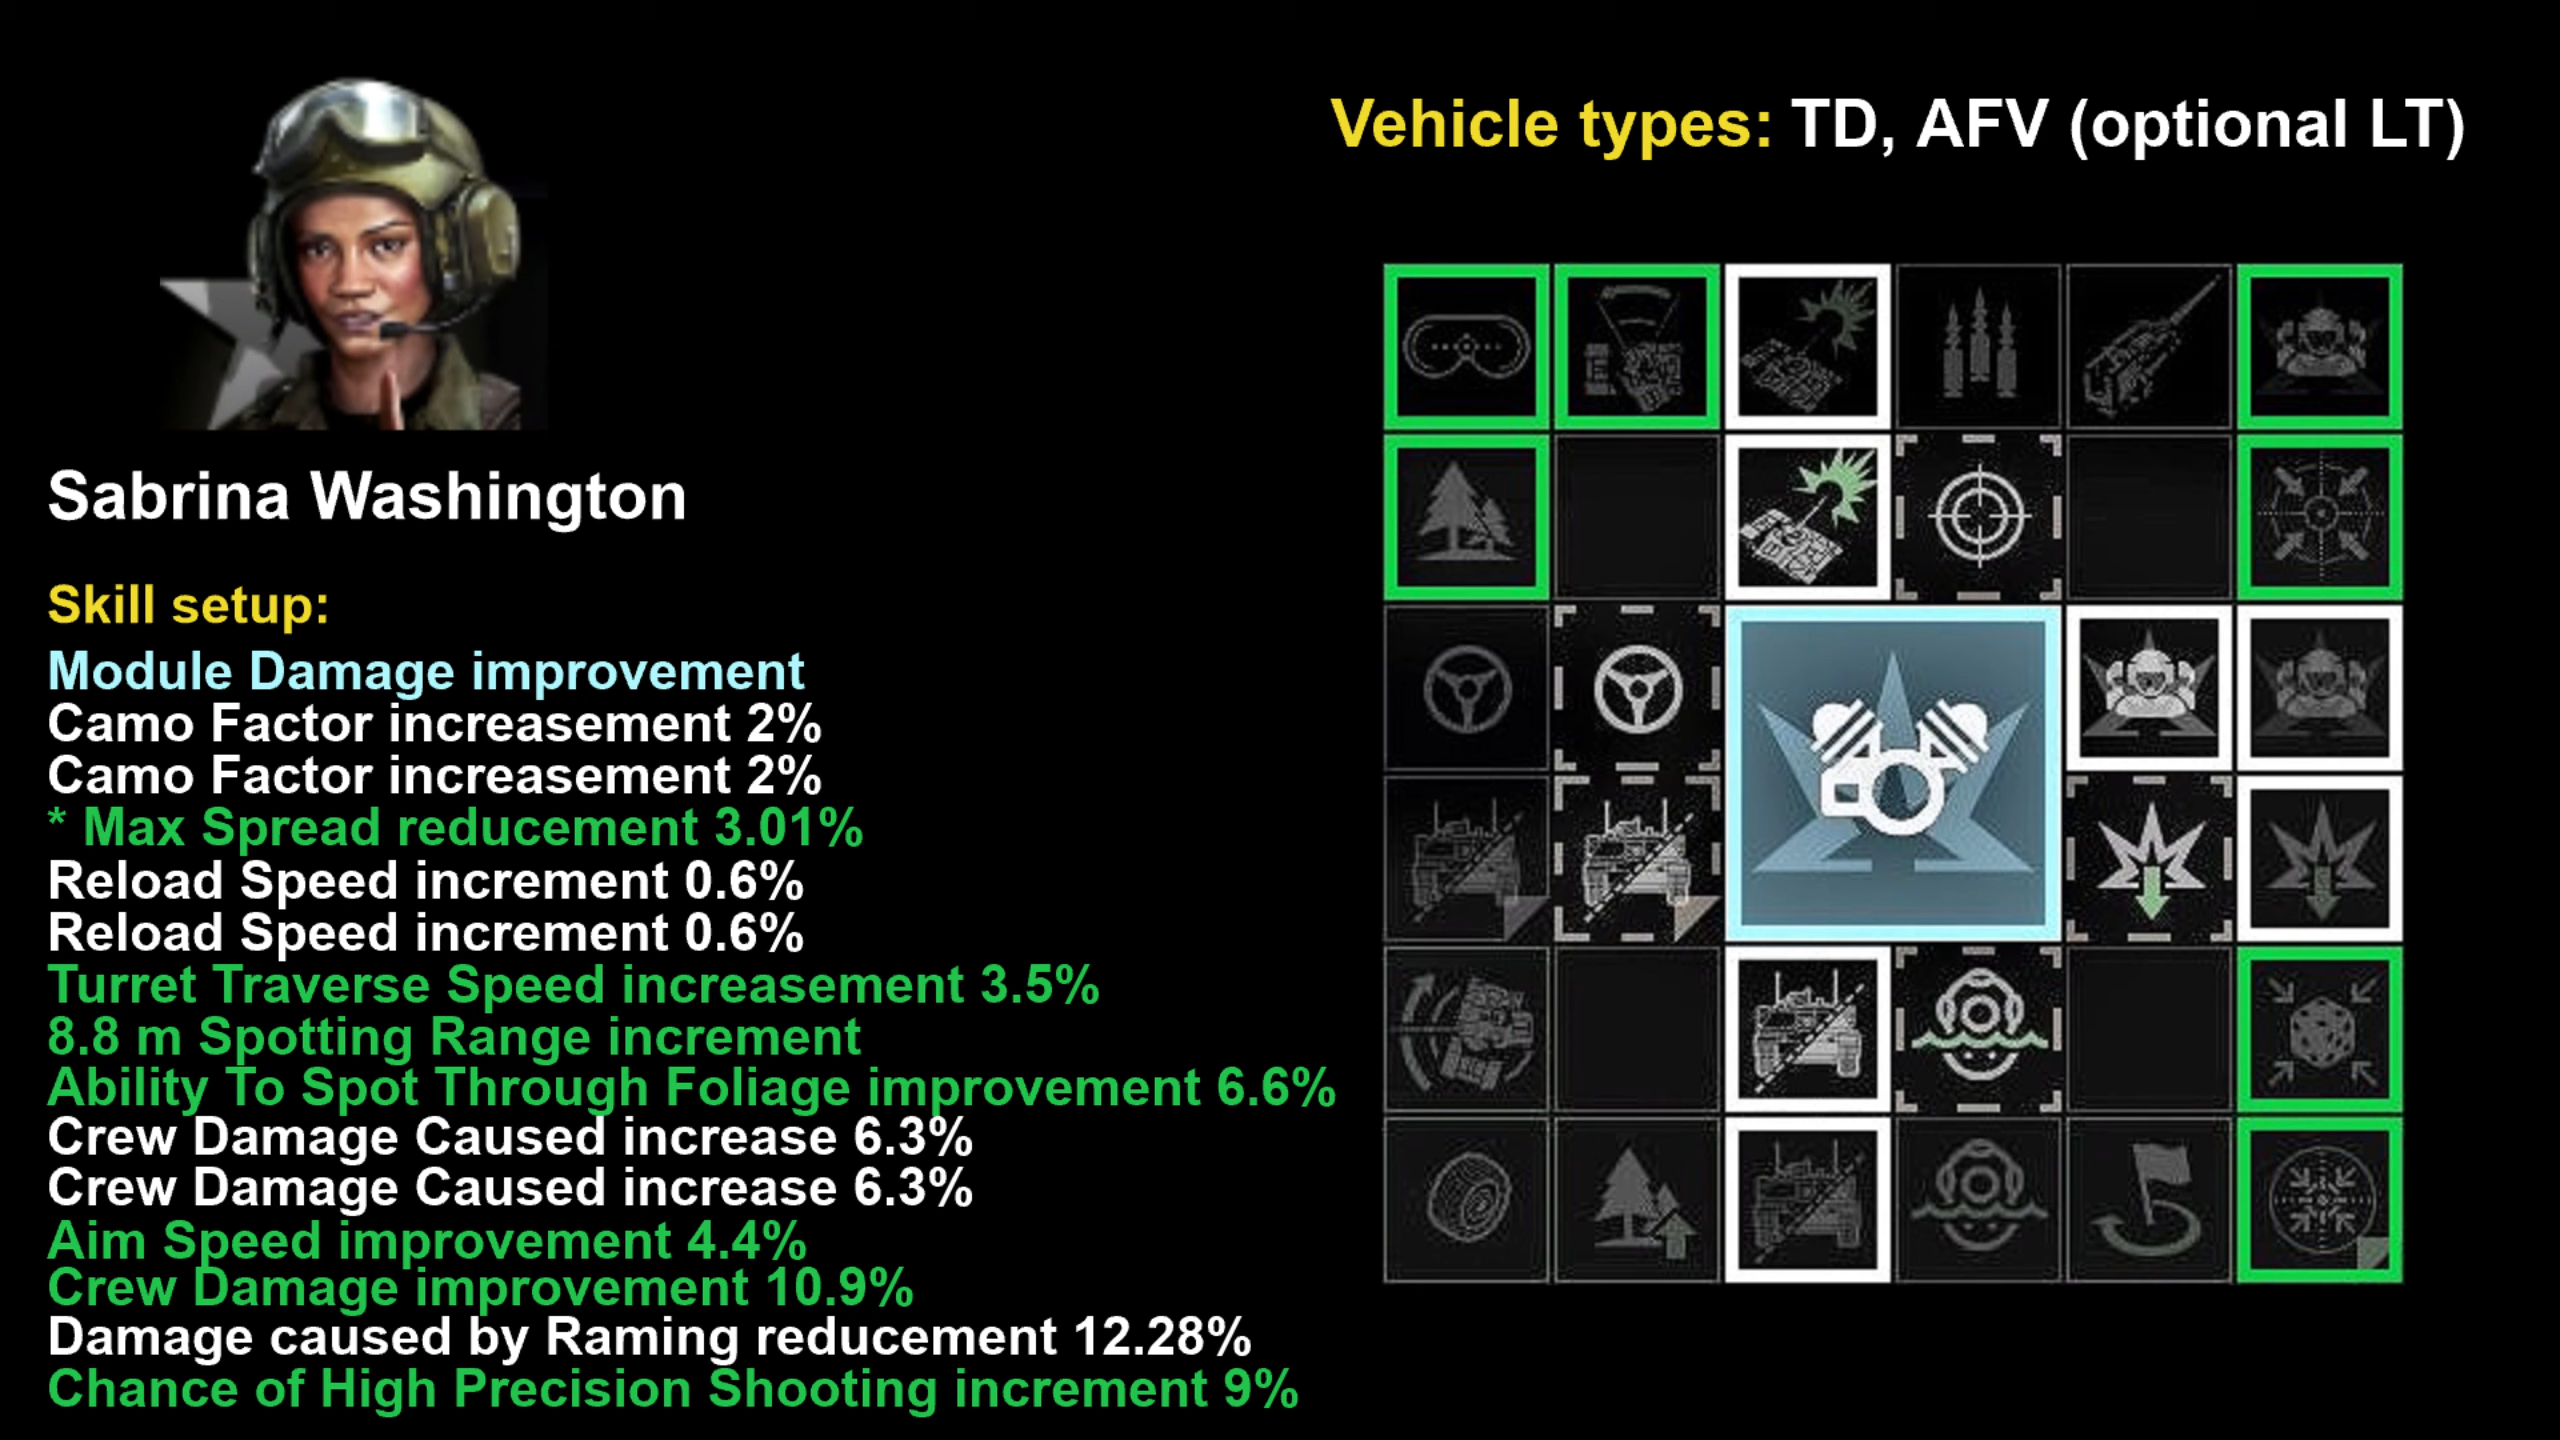 Vehicle types: TD, AFV (optional LT)
Sabrina Washington
Skill setup:
Module Damage improvement
Camo Factor increasement 2%
Camo Factor increasement 2%
* Max Spread reducement 3.01%
Reload Speed increment 0.6%
Reload Speed increment 0.6%
Turret Traverse Speed increasement 3.5%
8.8 m Spotting Range increment
Ability To Spot Through Foliage improvement 6.6%
Crew Damage Caused increase 6.3%
Crew Damage Caused increase 6.3%
Aim Speed improvement 4.4%
Crew Damage improvement 10.9%
Damage caused by Raming reducement 12.28%
Chance of High Precision Shooting increment 9%